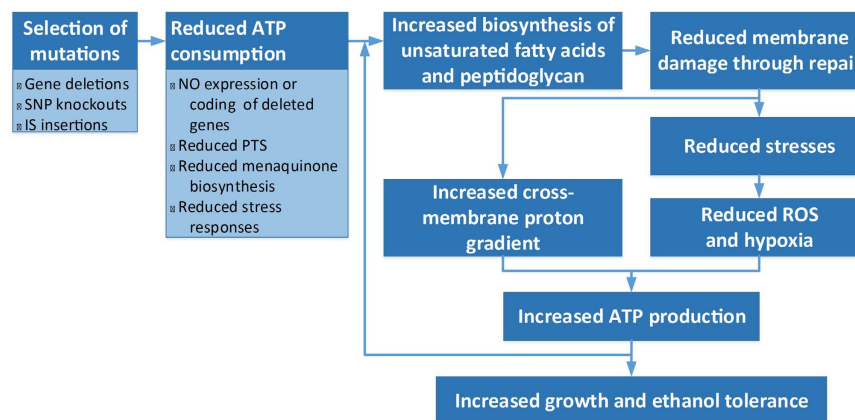 Selection of
mutations
Gene deletions
SNP knockouts
IS insertions
Reduced ATP
consumption
NO expression or
coding of deleted
genes
Reduced PTS
Reduced menaquinone
biosynthesis
Reduced stress
responses
Increased biosynthesis of
unsaturated fatty acids
and peptidoglycan
Reduced membrane
damage through repair
Reduced stresses
Increased cross-
membrane proton
gradient
Reduced ROS
and hypoxia
Increased ATP production
Increased growth and ethanol tolerance